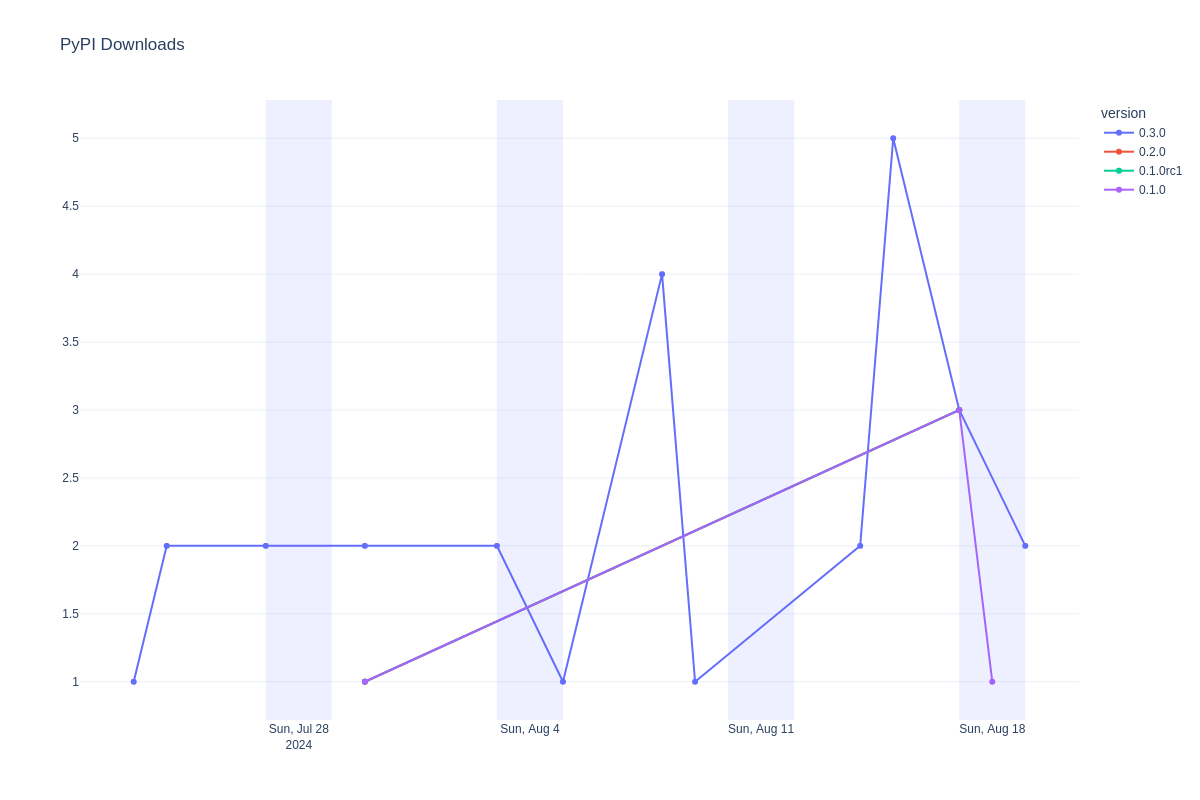 PyPI Downloads
version
0.3.0
0.2.0
0.1.0rc1
0.1.0
5
4.5
4
3.5
3
2.5
2
1.5
1
Sun, Jul 28
2024
Sun, Aug 4
Sun, Aug 11
Sun, Aug 18